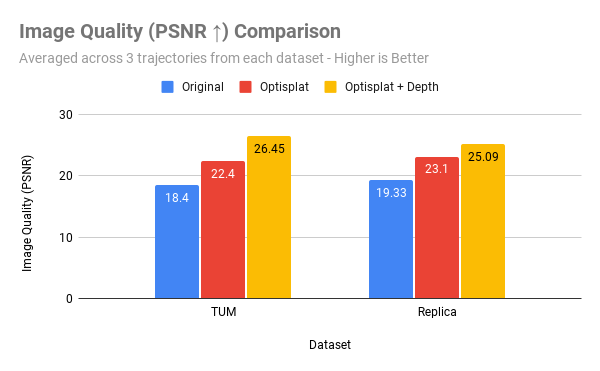 Image Quality (PSNR ↑) Comparison
Averaged across 3 trajectories from each dataset - Higher is Better
Original Optisplat Optisplat + Depth
Image Quality (PSNR)
30
20
10
0
18.4 22.4 26.45
19.33 23.1 25.09
TUM Replica
Dataset